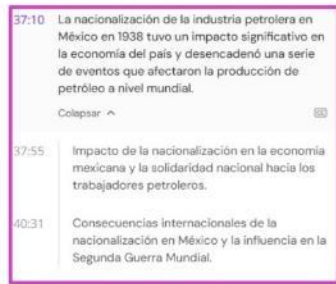 37:10 La nacionalización de la industria petrolera en
México en 1938 tuvo un impacto significativo en
la economía del país y desencadenó una serie
de eventos que afectaron la producción de
petróleo a nivel mundial.
Colapsar
37:55 Impacto de la nacionalización en la economía
mexicana y la solidaridad nacional hacia los
trabajadores petroleros.
40:31 Consecuencias internacionales de la
nacionalización en México y la influencia en la
Segunda Guerra Mundial.